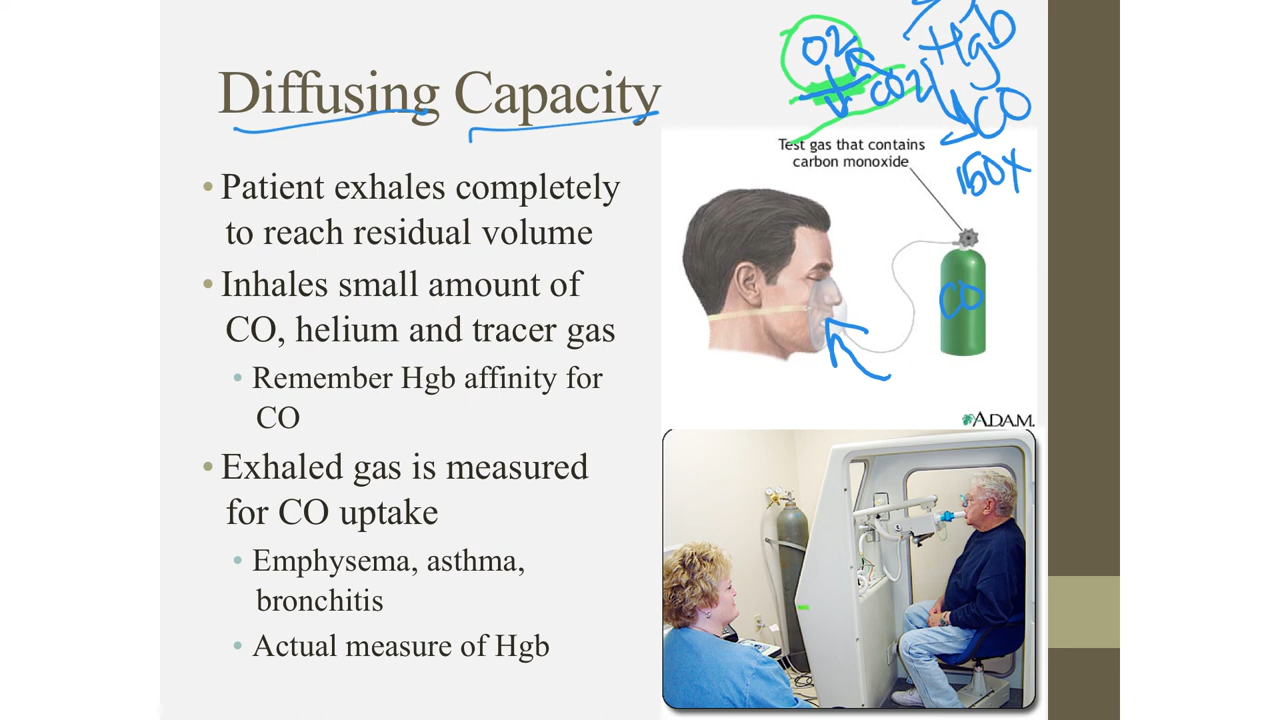 Diffusing Capacity
O2
CO2
Hgb
CO
150X
• Patient exhales completely
to reach residual volume
• Inhales small amount of
CO, helium and tracer gas
• Remember Hgb affinity for
CO
• Exhaled gas is measured
for CO uptake
• Emphysema, asthma,
bronchitis
• Actual measure of Hgb
Test gas that contains
carbon monoxide
CO
ADAM.